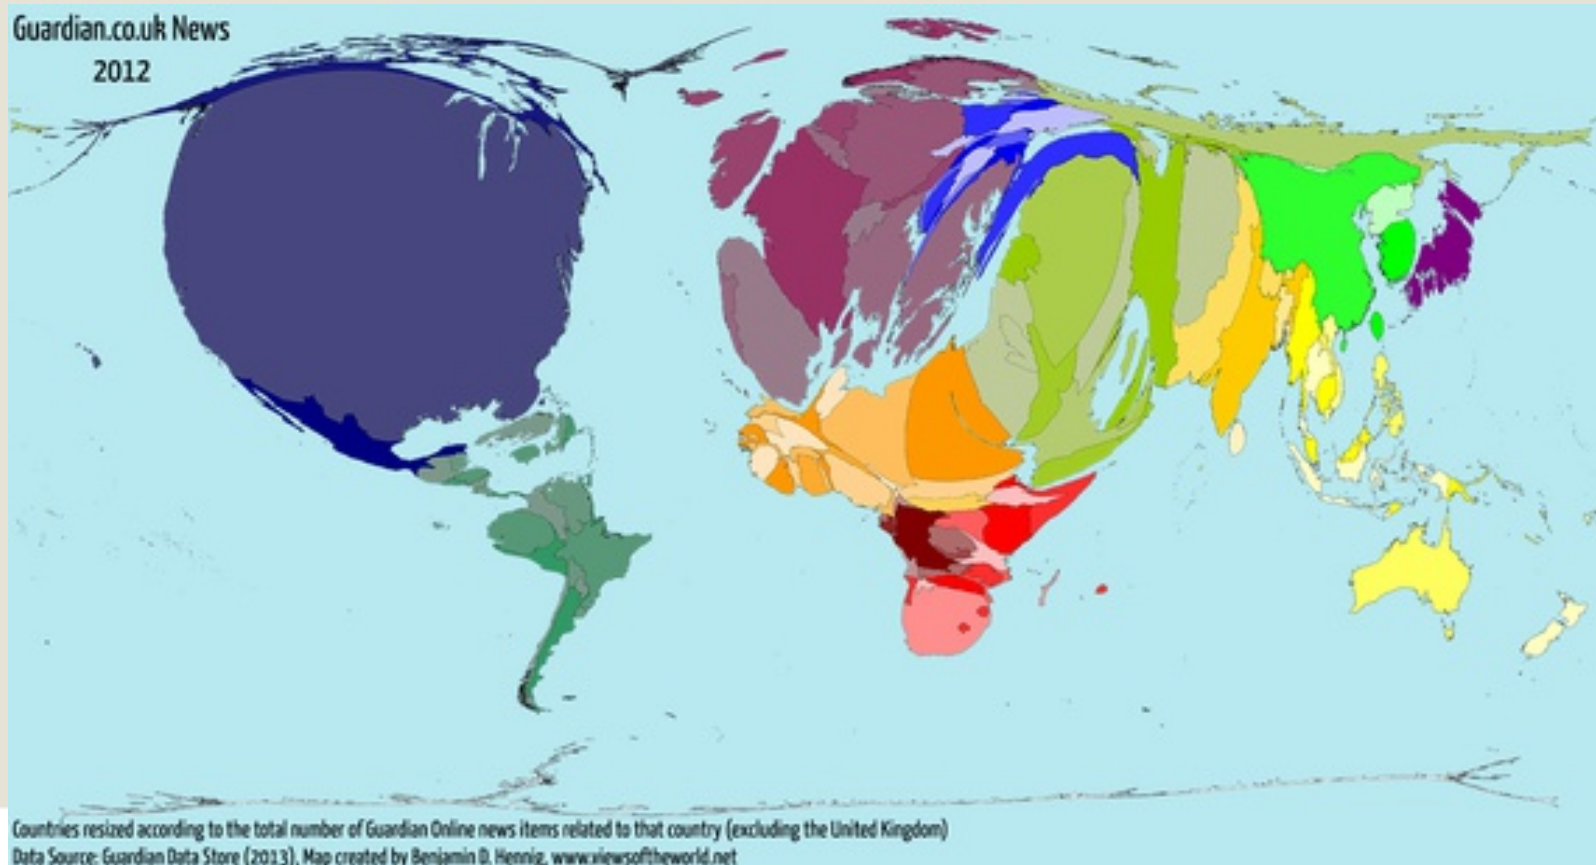 Guardian.co.uk News
2012
Countries resized according to the total number of Guardian Online news items related to that country (excluding the United Kingdom)
Data Source: Guardian Data Store (2013), Map created by Benjamin D. Hennig, www.viewsoftheworld.net